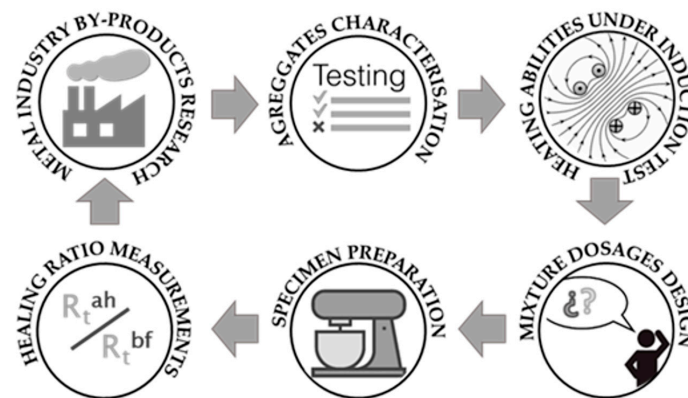 METAL INDUSTRY BY-PRODUCTS RESEARCH
AGREGGATES CHARACTERISATION
Testing
HEATING ABILITIES UNDER INDUCTION TEST
HEALING RATIO MEASUREMENTS
Rt ah / Rt bf
SPECIMEN PREPARATION
MIXTURE DOSAGES DESIGN
¿?